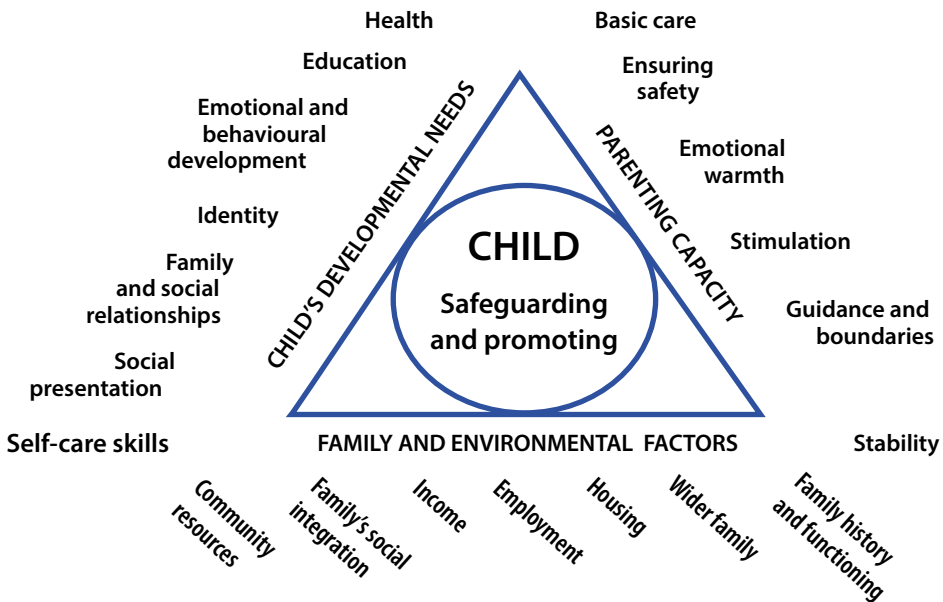 Health
Education
Emotional and
behavioural
development
Identity
Family
and social
relationships
Social
presentation
Self-care skills
CHILD'S DEVELOPMENTAL NEEDS
CHILD
Safeguarding
and promoting
PARENTING CAPACITY
Basic care
Ensuring
safety
Emotional
warmth
Stimulation
Guidance and
boundaries
Stability
FAMILY AND ENVIRONMENTAL FACTORS
Community
resources
Family's social
integration
Income
Employment
Housing
Wider family
Family history
and functioning